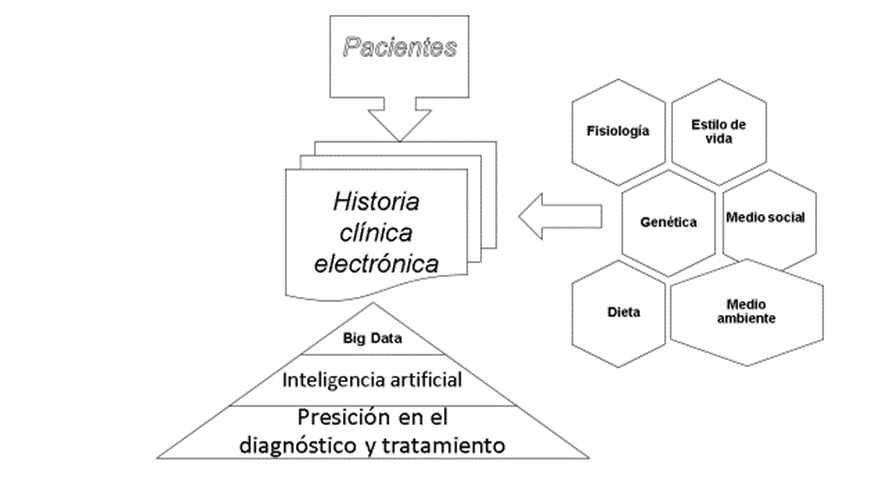 Pacientes
Fisiología
Estilo de
vida
Historia
clínica
electrónica
Genética
Medio social
Dieta
Medio
ambiente
Big Data
Inteligencia artificial
Presición en el
diagnóstico y tratamiento